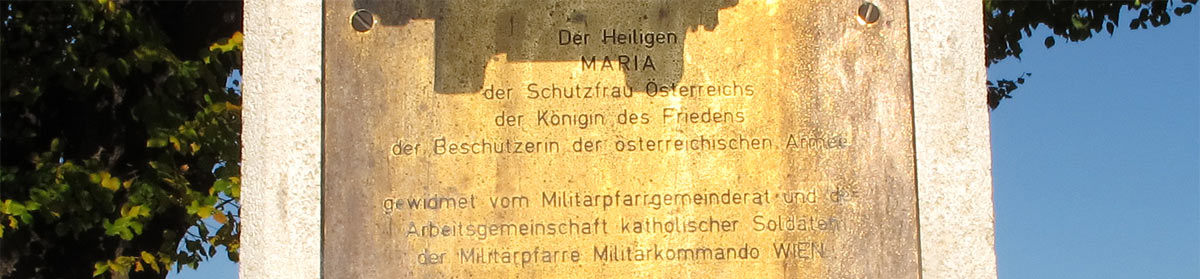 Der Heiligen
MARIA
der Schutzfrau Österreichs
der Königin des Friedens
der Beschützerin der österreichischen Armee
gewidmet vom Militärpfarrgemeinderat und
Arbeitsgemeinschaft katholischer Soldaten
der Militärpfarre Militärkommando WIEN